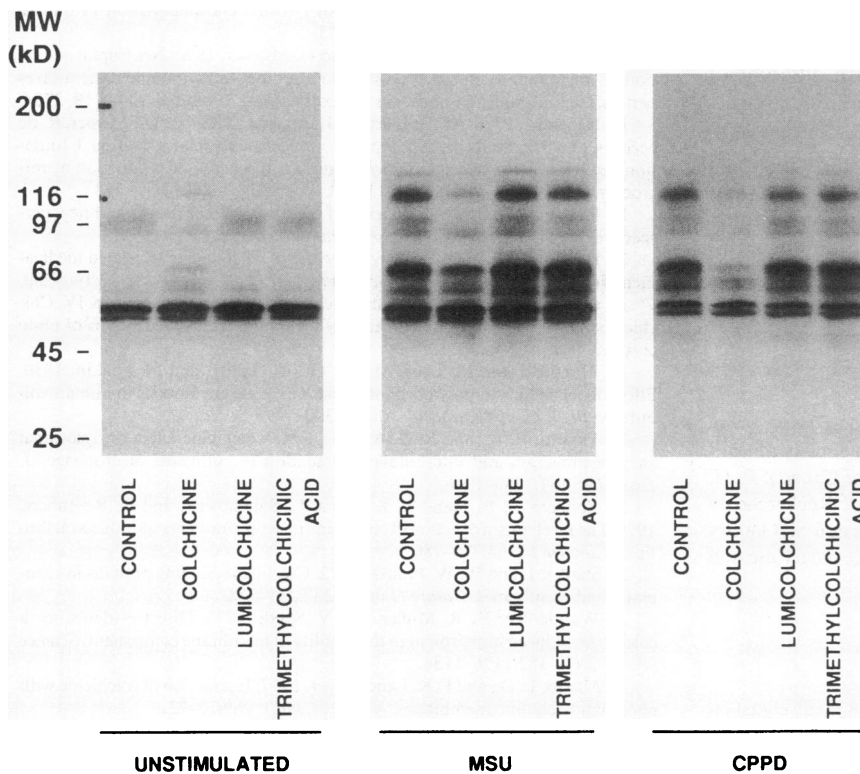 MW
(kD)
200 –
116 –
97 –
66 –
45 –
25 –
CONTROL
COLCHICINE
LUMICOLCHICINE
TRIMETHYLCOLCHICINIC
ACID
CONTROL
COLCHICINE
LUMICOLCHICINE
TRIMETHYLCOLCHICINIC
ACID
CONTROL
COLCHICINE
LUMICOLCHICINE
TRIMETHYLCOLCHICINIC
ACID
UNSTIMULATED
MSU
CPPD